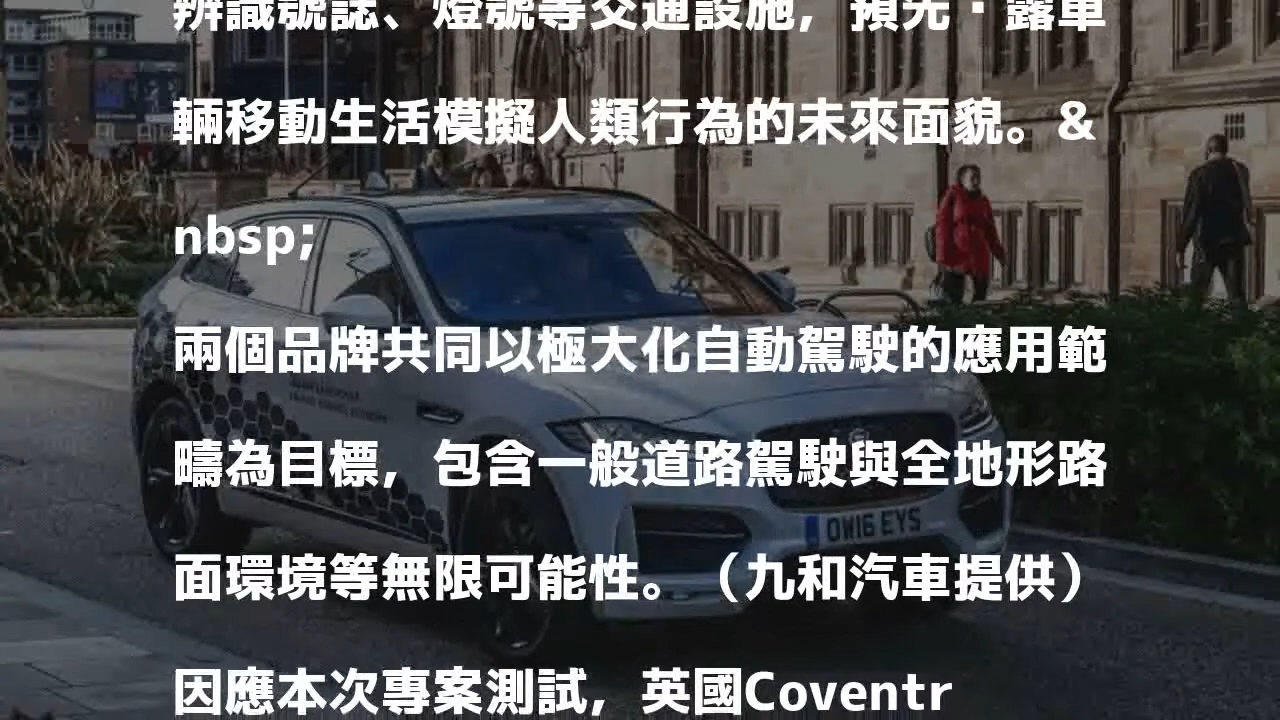 辨識號誌、燈號等交通設施，預先‧露車
輛移動生活模擬人類行為的未來面貌。&
nbsp;
兩個品牌共同以極大化自動駕駛的應用範
疇為目標，包含一般道路駕駛與全地形路
面環境等無限可能性。（九和汽車提供）
因應本次專案測試，英國Coventr
OW16 EYS